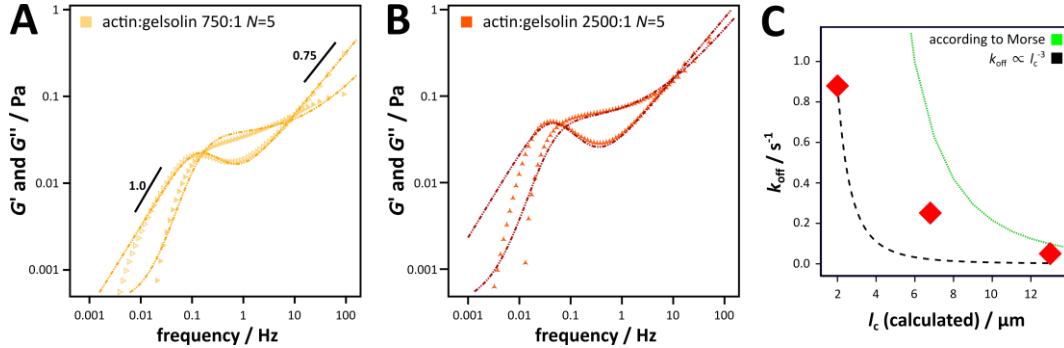 A
actin:gelsolin 750:1 N=5
G' and G'' / Pa
1
0.1
0.01
0.001
0.75
1.0
0.001 0.01 0.1 1 10 100
frequency / Hz
B
actin:gelsolin 2500:1 N=5
G' and G'' / Pa
1
0.1
0.01
0.001
0.001 0.01 0.1 1 10 100
frequency / Hz
C
according to Morse
k_off ∝ l_c^-3
k_off / s^-1
1.0
0.8
0.6
0.4
0.2
0.0
2 4 6 8 10 12
l_c (calculated) / μm